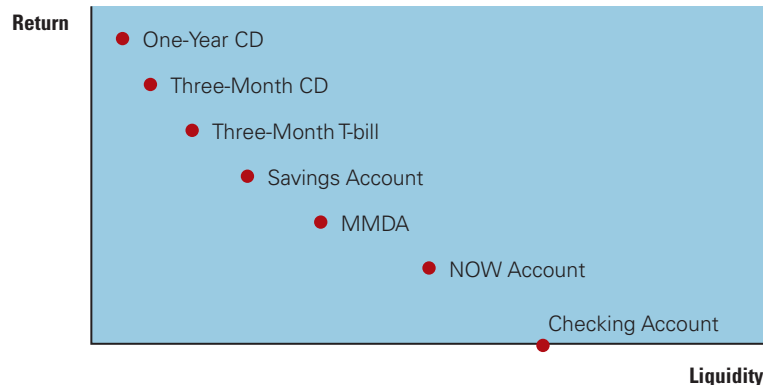 Return
One-Year CD
Three-Month CD
Three-Month T-bill
Savings Account
MMDA
NOW Account
Checking Account
Liquidity